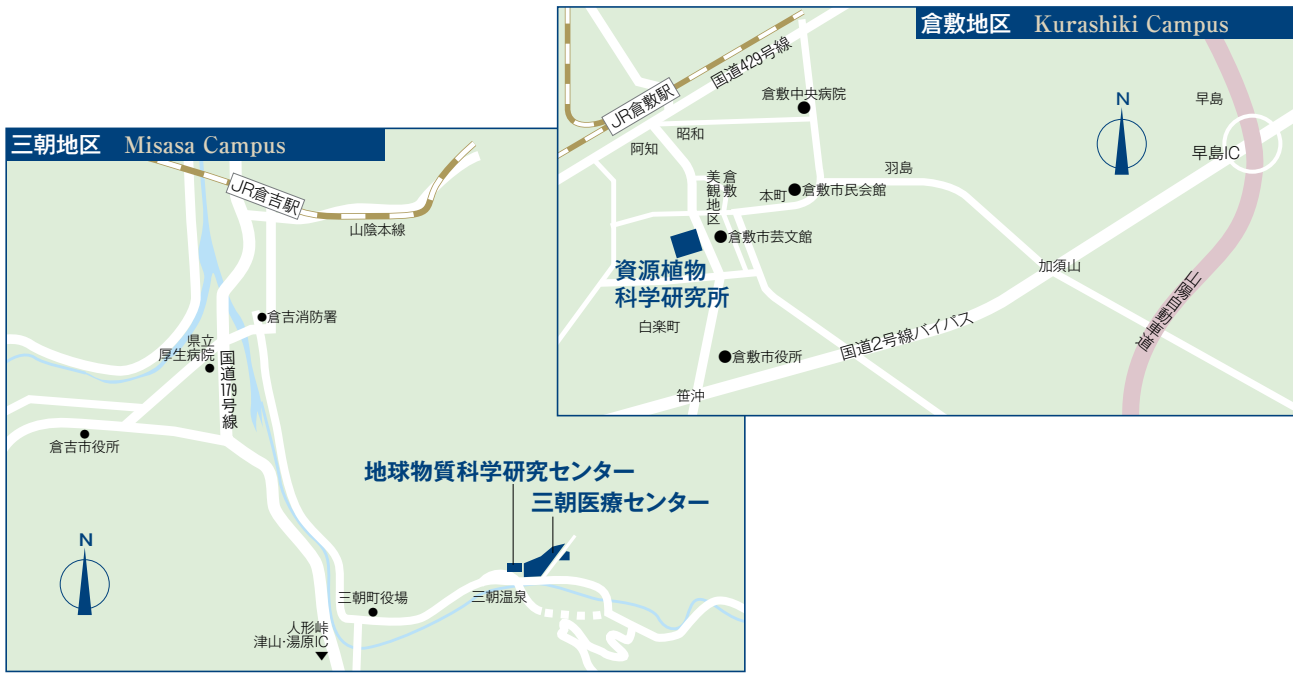 三朝地区 Misasa Campus
JR倉吉駅
山陰本線
倉吉消防署
県立
厚生病院
国道179号線
倉吉市役所
地球物質科学研究センター
三朝医療センター
N
三朝町役場
三朝温泉
人形峠
津山・湯原IC
倉敷地区 Kurashiki Campus
国道429号線
JR倉敷駅
倉敷中央病院
昭和
阿知
N
早島
早島IC
羽島
倉敷
美観地区
本町
倉敷市民会館
倉敷市芸文館
資源植物
科学研究所
加須山
山陽自動車道
白楽町
国道2号線バイパス
倉敷市役所
笹沖